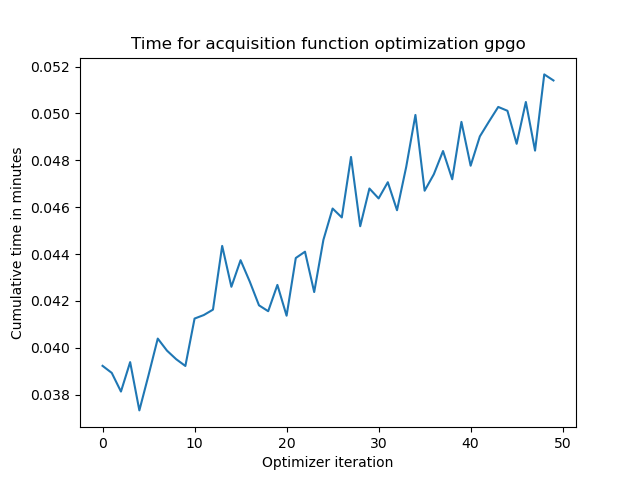 Time for acquisition function optimization gpgo
0.052
0.050
0.048
0.046
0.044
0.042
0.040
0.038
Cumulative time in minutes
0 10 20 30 40 50
Optimizer iteration